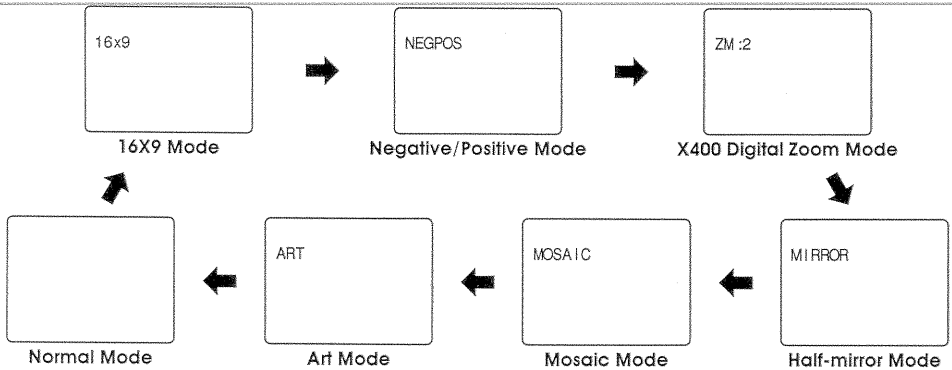 16x9
NEGPOS
ZM:2
16X9 Mode
Negative/Positive Mode
X400 Digital Zoom Mode
ART
MOSAIC
MIRROR
Normal Mode
Art Mode
Mosaic Mode
Half-mirror Mode